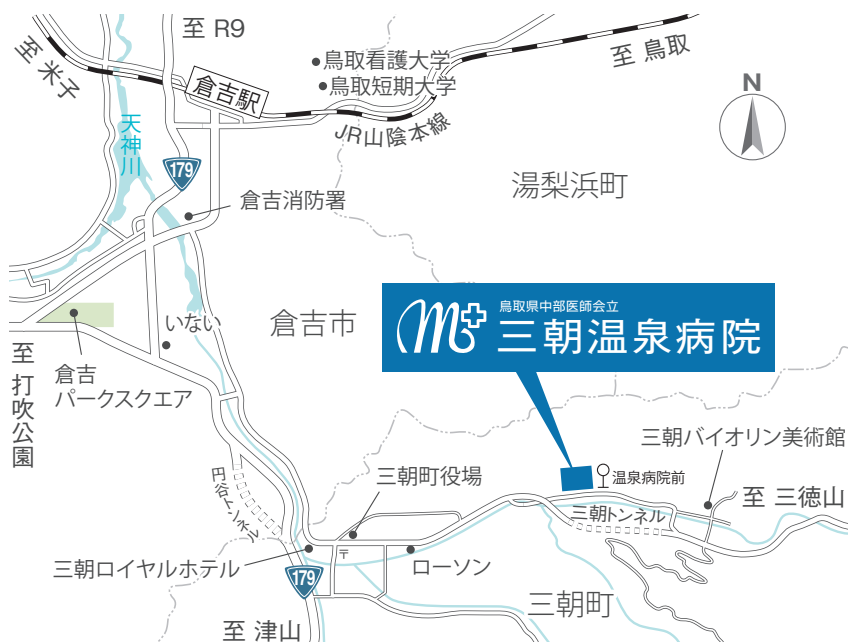 至 R9
至 米子
鳥取看護大学
鳥取短期大学
至 鳥取
倉吉駅
JR山陰本線
N
天神川
179
倉吉消防署
湯梨浜町
鳥取県中部医師会立
三朝温泉病院
いない
倉吉市
至 打吹公園
倉吉
パークスクエア
三朝バイオリン美術館
円谷トンネル
三朝町役場
温泉病院前
至 三徳山
三朝トンネル
三朝ロイヤルホテル
〒
ローソン
179
三朝町
至 津山